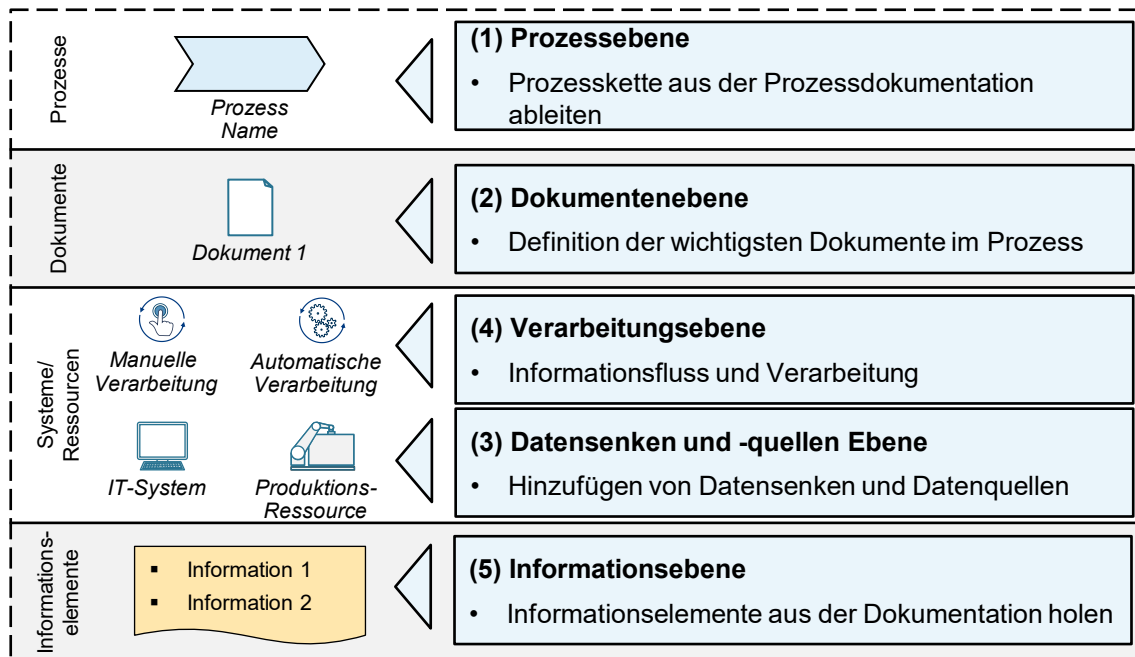 Prozesse
Prozess
Name
(1) Prozessebene
• Prozesskette aus der Prozessdokumentation
ableiten
Dokumente
Dokument 1
(2) Dokumentenebene
• Definition der wichtigsten Dokumente im Prozess
Systeme/
Ressourcen
Manuelle
Verarbeitung
Automatische
Verarbeitung
(4) Verarbeitungsebene
• Informationsfluss und Verarbeitung
IT-System
Produktions-
Ressource
(3) Datensenken und -quellen Ebene
• Hinzufügen von Datensenken und Datenquellen
Informations-
elemente
▪ Information 1
▪ Information 2
(5) Informationsebene
• Informationselemente aus der Dokumentation holen